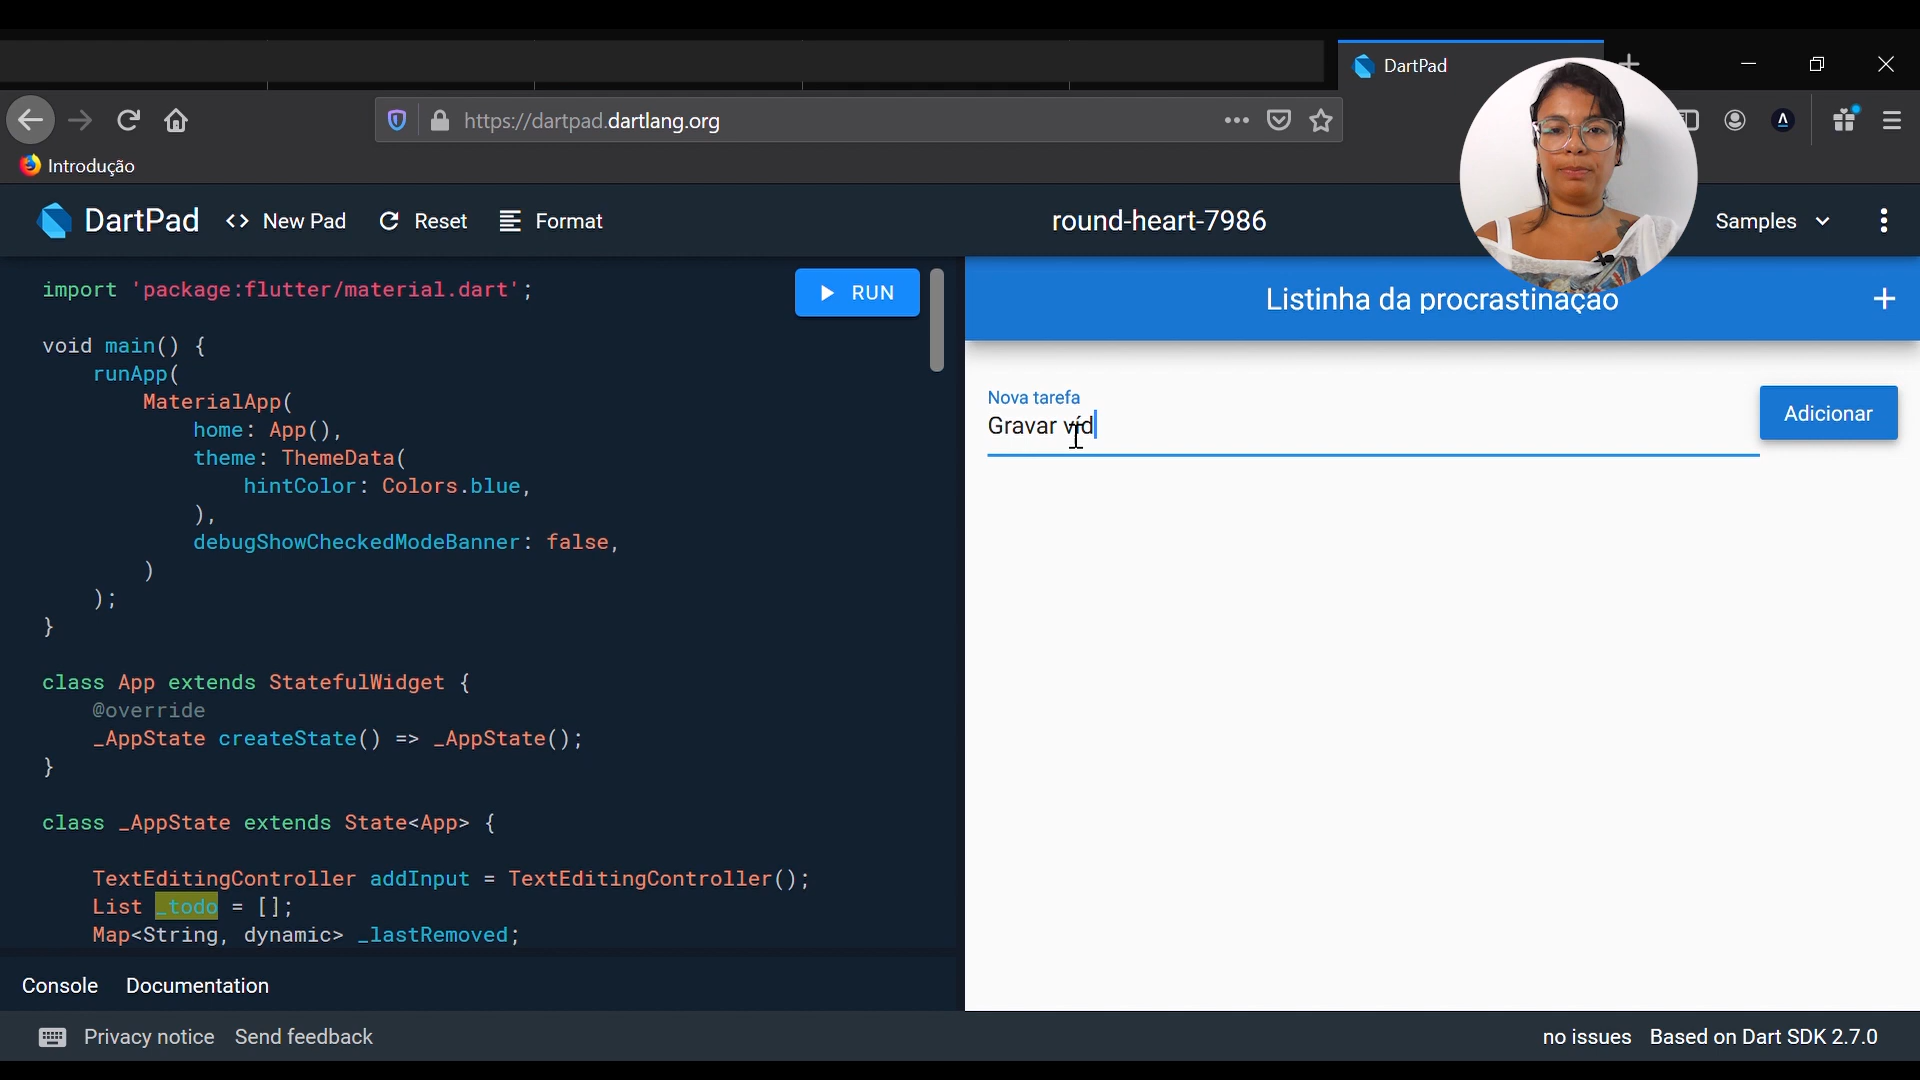 DartPad
https://dartpad.dartlang.org
Introdução
DartPad
New Pad
Reset
Format
round-heart-7986
Samples
import 'package:flutter/material.dart';
RUN
void main() {
runApp(
MaterialApp(
home: App(),
theme: ThemeData(
hintColor: Colors.blue,
),
debugShowCheckedModeBanner: false,
)
);
}
class App extends StatefulWidget {
@override
_AppState createState() => _AppState();
}
class _AppState extends State<App> {
TextEditingController addInput = TextEditingController();
List _todo = [];
Map<String, dynamic> _lastRemoved;
Listinha da procrastinação
Nova tarefa
Gravar víd
Adicionar
Console
Documentation
Privacy notice
Send feedback
no issues
Based on Dart SDK 2.7.0